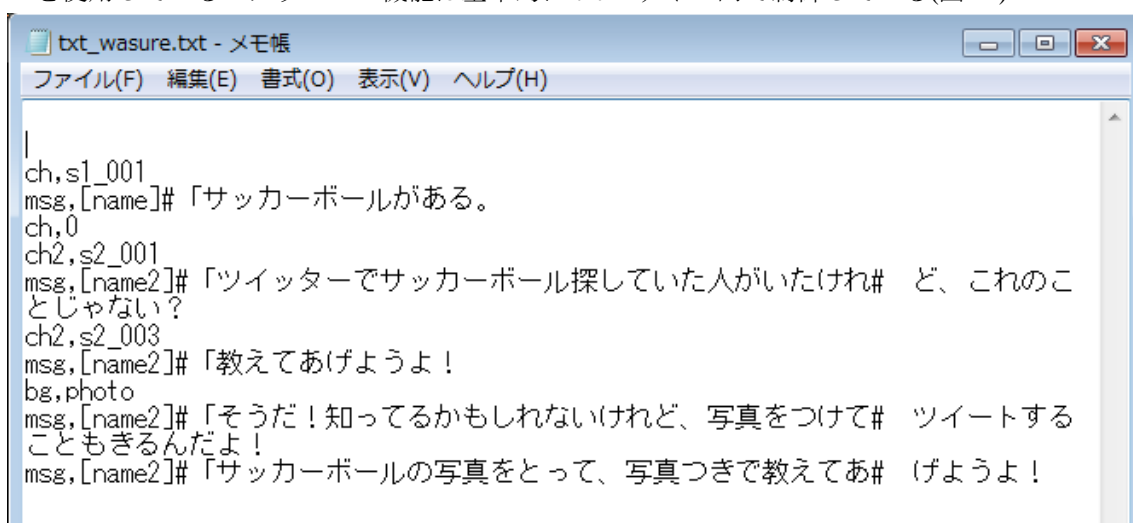 txt_wasure.txt - メモ帳
ファイル(F) 編集(E) 書式(O) 表示(V) ヘルプ(H)
ch,s1_001
msg,[name]#「サッカーボールがある。
ch,0
ch2,s2_001
msg,[name2]#「ツイッターでサッカーボール探していた人がいたけれ#　ど、これのこ
とじゃない？
ch2,s2_003
msg,[name2]#「教えてあげようよ！
bg,photo
msg,[name2]#「そうだ！知ってるかもしれないけれど、写真をつけて#　ツイートする
こともきるんだよ！
msg,[name2]#「サッカーボールの写真をとって、写真つきで教えてあ#　げようよ！